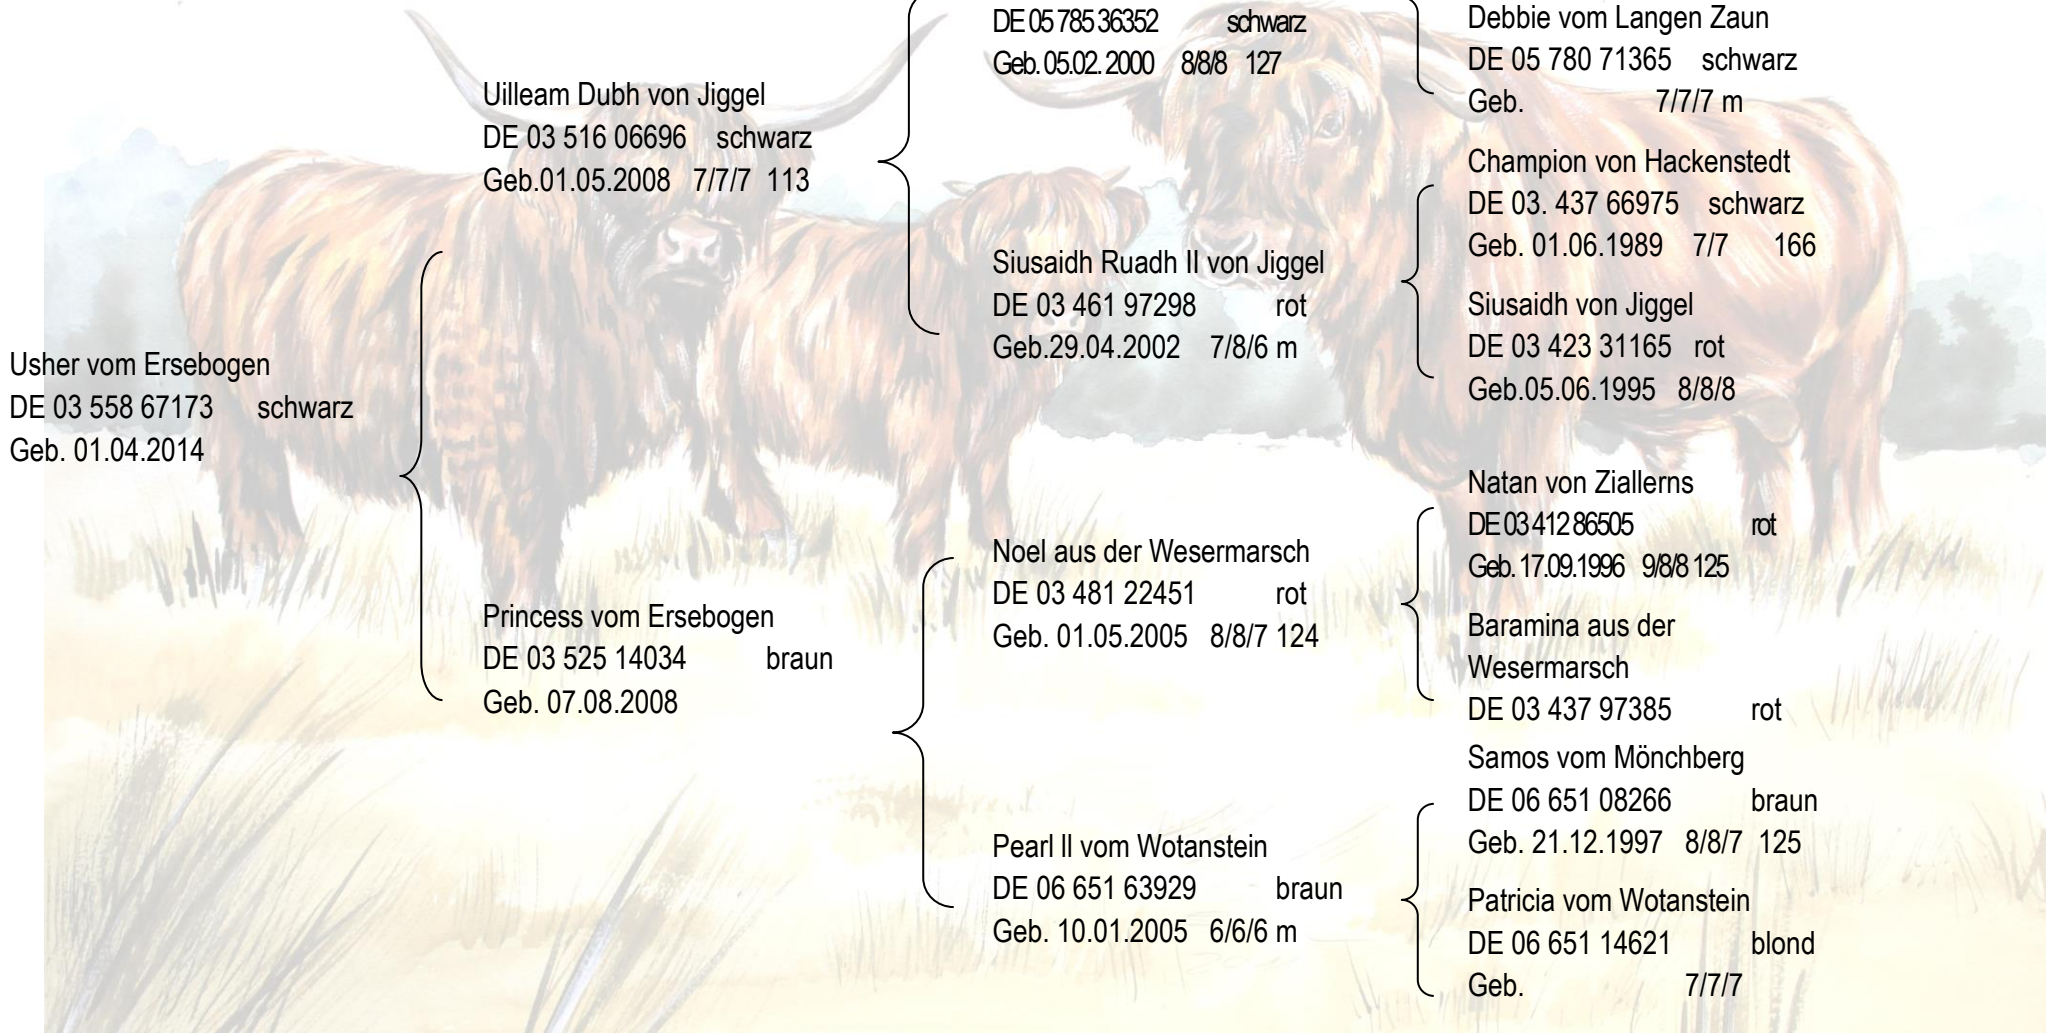 Usher vom Ersebogen
DE 03 558 67173 schwarz
Geb. 01.04.2014
Uilleam Dubh von Jiggel
DE 03 516 06696 schwarz
Geb.01.05.2008 7/7/7 113
Princess vom Ersebogen
DE 03 525 14034 braun
Geb. 07.08.2008
DE 05 785 36352 schwarz
Geb. 05.02. 2000 8/8/8 127
Siusaidh Ruadh II von Jiggel
DE 03 461 97298 rot
Geb.29.04.2002 7/8/6 m
Noel aus der Wesermarsch
DE 03 481 22451 rot
Geb. 01.05.2005 8/8/7 124
Pearl II vom Wotanstein
DE 06 651 63929 braun
Geb. 10.01.2005 6/6/6 m
Debbie vom Langen Zaun
DE 05 780 71365 schwarz
Geb. 7/7/7 m
Champion von Hackenstedt
DE 03. 437 66975 schwarz
Geb. 01.06.1989 7/7 166
Siusaidh von Jiggel
DE 03 423 31165 rot
Geb.05.06.1995 8/8/8
Natan von Ziallerns
DE 03 412 86505 rot
Geb. 17.09.1996 9/8/8 125
Baramina aus der
Wesermarsch
DE 03 437 97385 rot
Samos vom Mönchberg
DE 06 651 08266 braun
Geb. 21.12.1997 8/8/7 125
Patricia vom Wotanstein
DE 06 651 14621 blond
Geb. 7/7/7